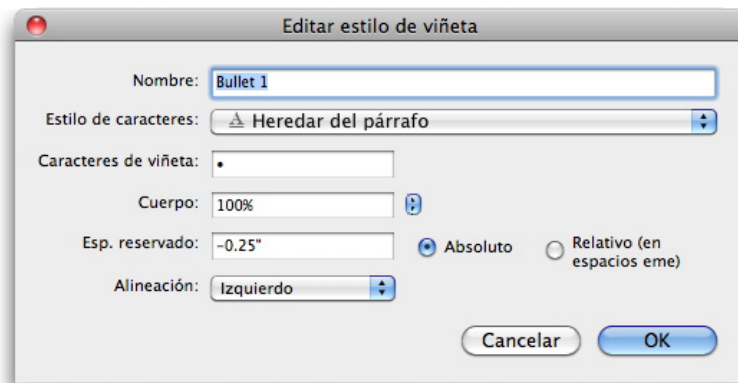 Editar estilo de viñeta
Nombre: Bullet 1
Estilo de caracteres: A Heredar del párrafo
Caracteres de viñeta: •
Cuerpo: 100%
Esp. reservado: -0.25" Absoluto Relativo (en
espacios eme)
Alineación: Izquierdo
Cancelar OK